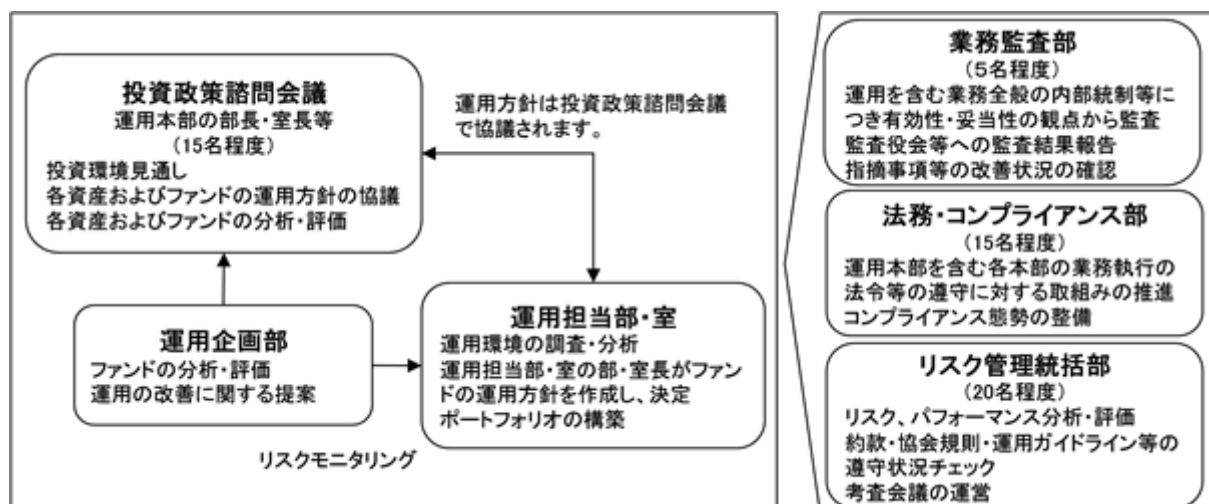 投資政策諮問会議
運用本部の部長・室長等
(15名程度)
投資環境見通し
各資産およびファンドの運用方針の協議
各資産およびファンドの分析・評価
運用方針は投資政策諮問会議
で協議されます。
運用企画部
ファンドの分析・評価
運用の改善に関する提案
運用担当部・室
運用環境の調査・分析
運用担当部・室の部・室長がファン
ドの運用方針を作成し、決定
ポートフォリオの構築
リスクモニタリング
業務監査部
(5名程度)
運用を含む業務全般の内部統制等に
つき有効性・妥当性の観点から監査
監査役会等への監査結果報告
指摘事項等の改善状況の確認
法務・コンプライアンス部
(15名程度)
運用本部を含む各本部の業務執行の
法令等の遵守に対する取組みの推進
コンプライアンス態勢の整備
リスク管理統括部
(20名程度)
リスク、パフォーマンス分析・評価
約款・協会規則・運用ガイドライン等の
遵守状況チェック
考査会議の運営